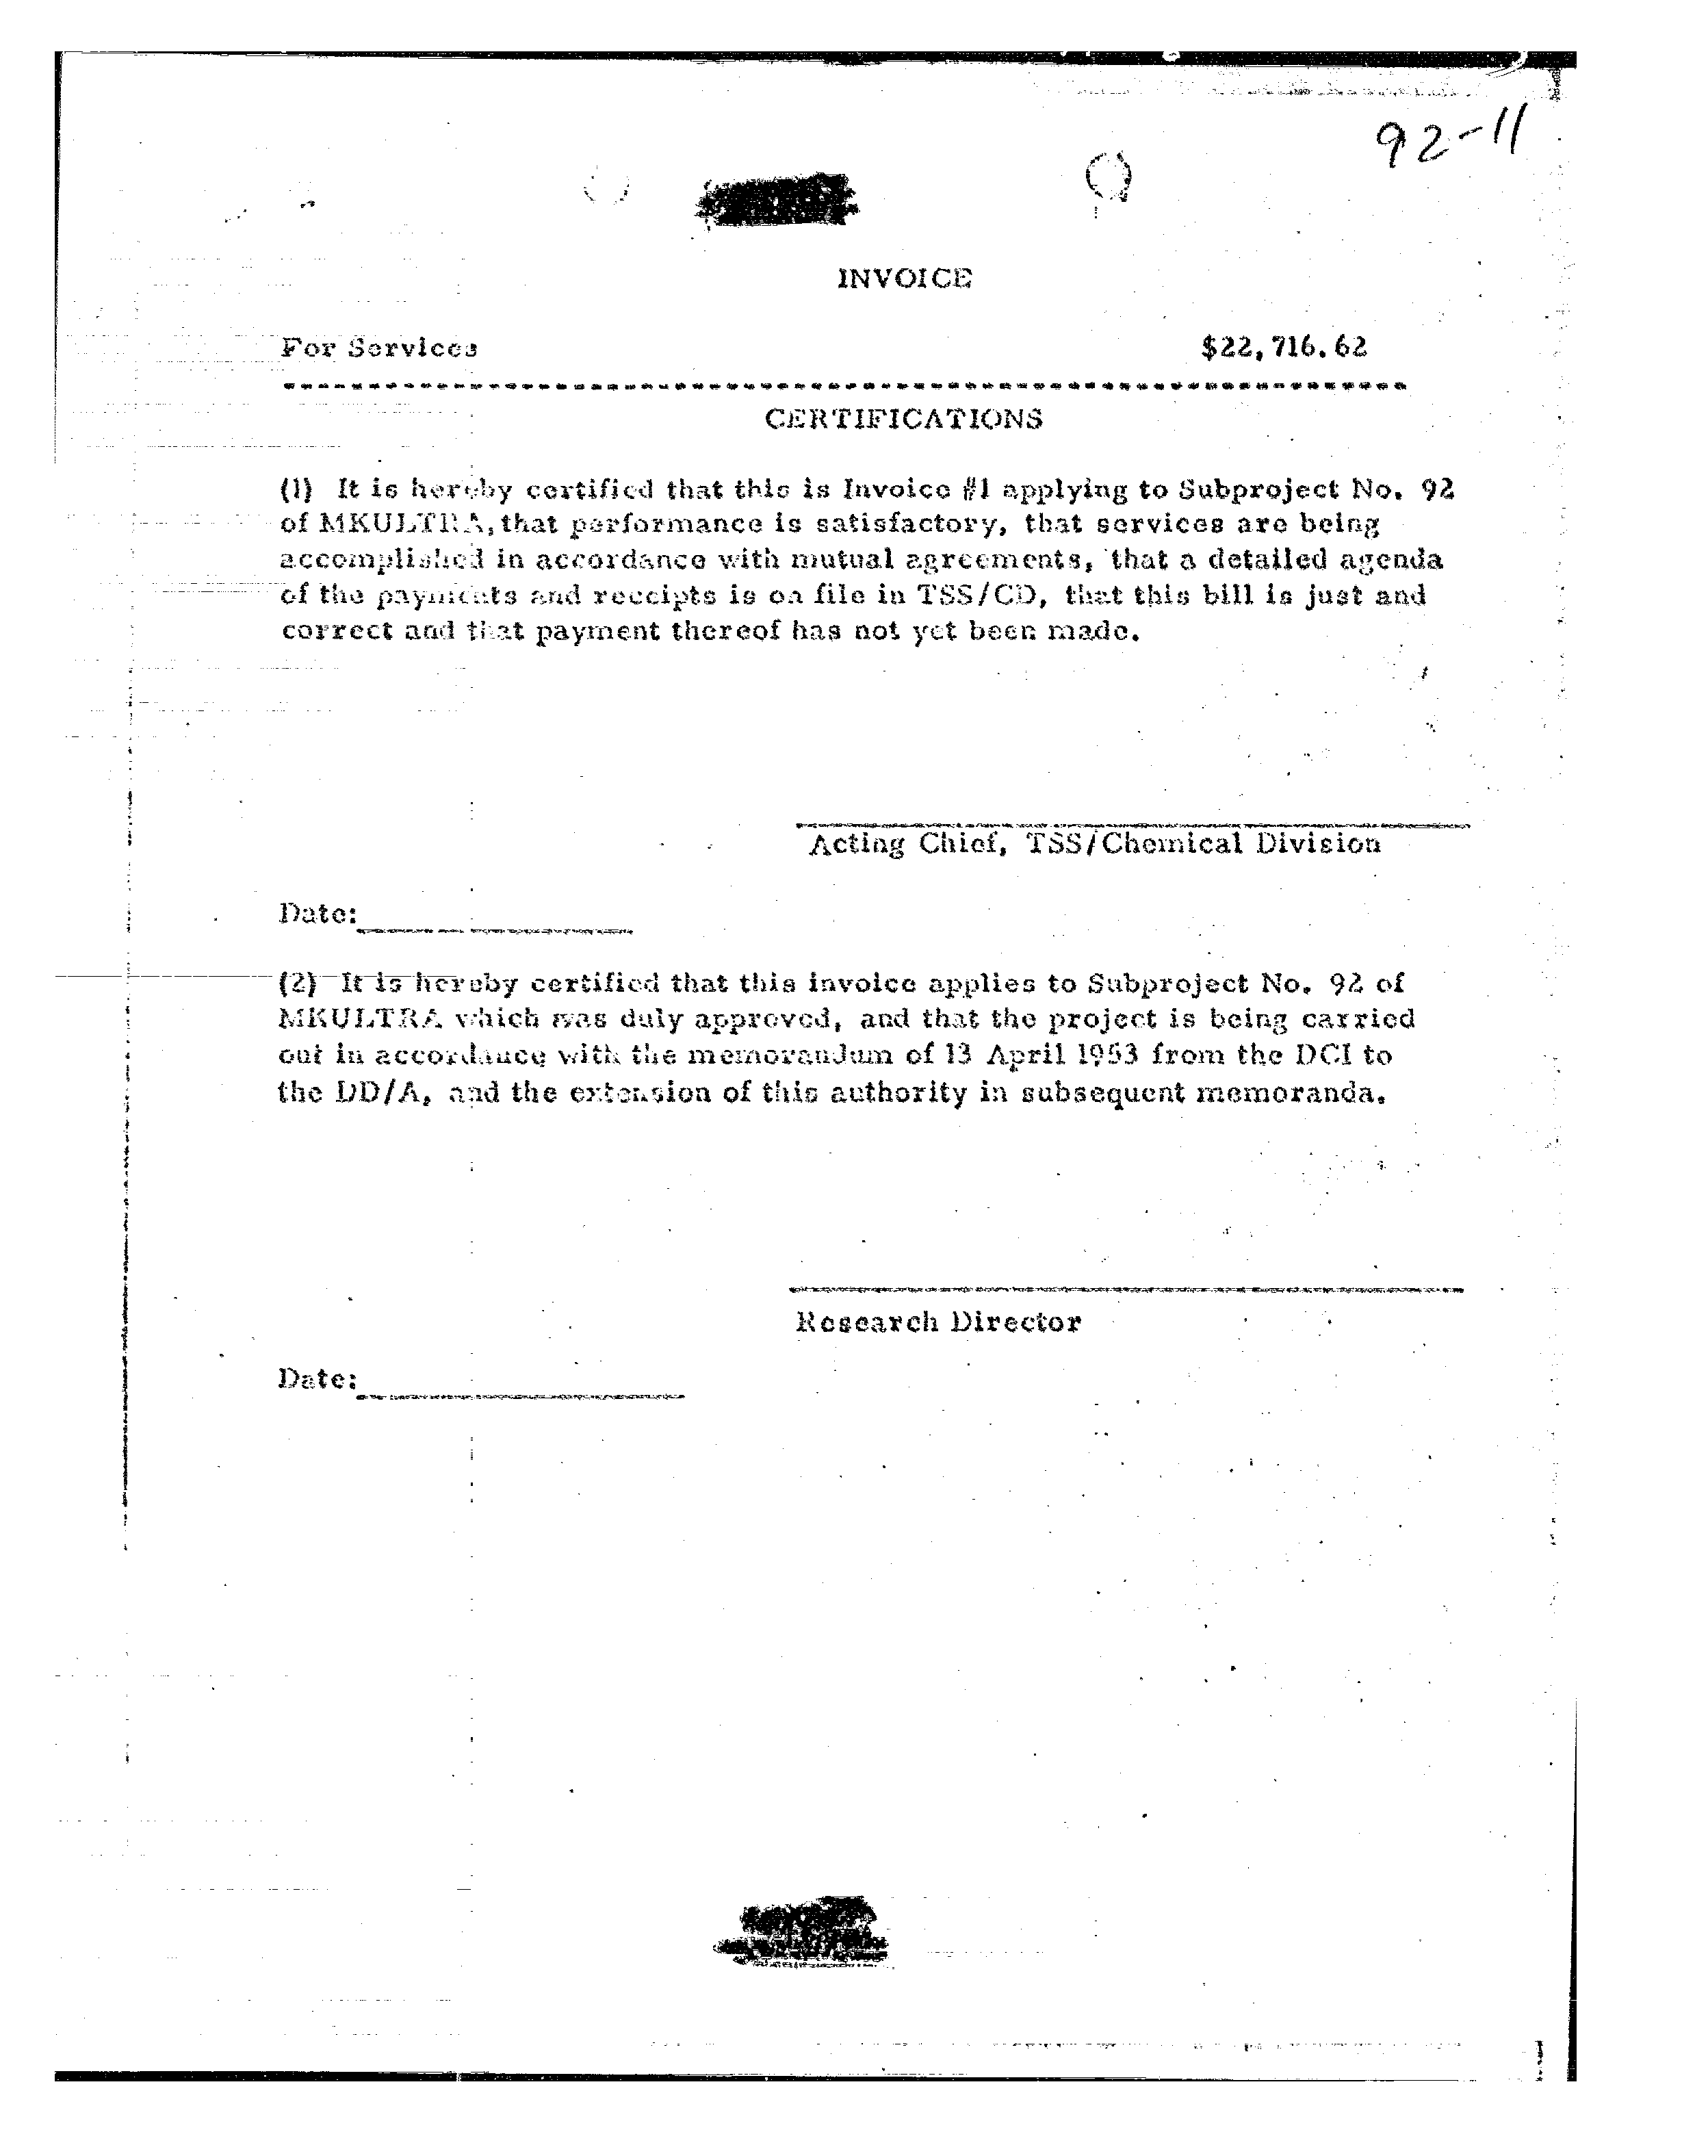 92-11
INVOICE
For Services $22,716.62
CERTIFICATIONS
(1) It is hereby certified that this is Invoice #1 applying to Subproject No. 92
of MKULTRA, that performance is satisfactory, that services are being
accomplished in accordance with mutual agreements, that a detailed agenda
of the payments and receipts is on file in TSS/CD, that this bill is just and
correct and that payment thereof has not yet been made.
Acting Chief, TSS/Chemical Division
Date:
(2) It is hereby certified that this invoice applies to Subproject No. 92 of
MKULTRA which was duly approved, and that the project is being carried
out in accordance with the memorandum of 13 April 1953 from the DCI to
the DD/A, and the extension of this authority in subsequent memoranda.
Research Director
Date: